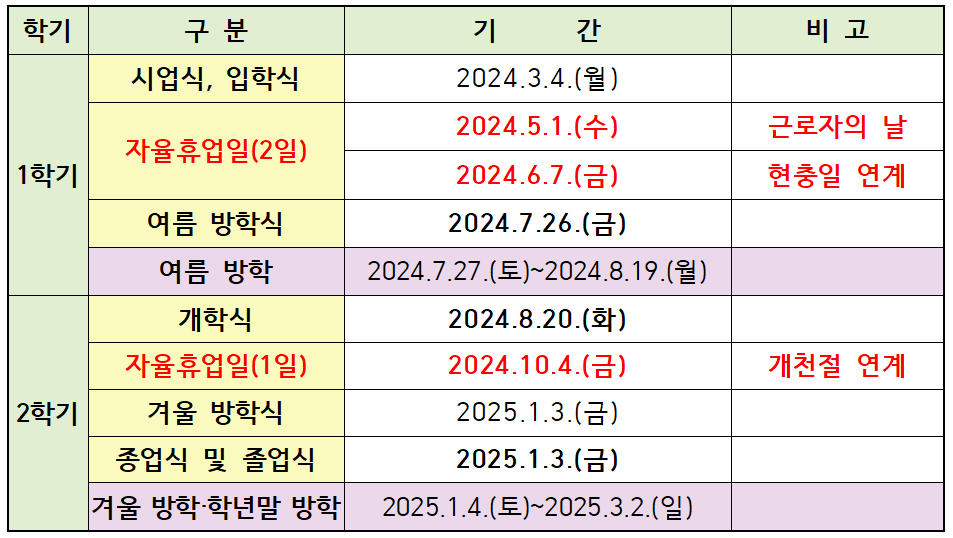 학기 구 분 기 간 비 고
시업식, 입학식 2024.3.4.(월)
2024.5.1.(수) 근로자의 날
자율휴업일(2일)
1학기 2024.6.7.(금) 현충일 연계
여름 방학식 2024.7.26.(금)
여름 방학 2024.7.27.(토)~2024.8.19.(월)
개학식 2024.8.20.(화)
자율휴업일(1일) 2024.10.4.(금) 개천절 연계
2학기 겨울 방학식 2025.1.3.(금)
종업식 및 졸업식 2025.1.3.(금)
겨울 방학·학년말 방학 2025.1.4.(토)~2025.3.2.(일)